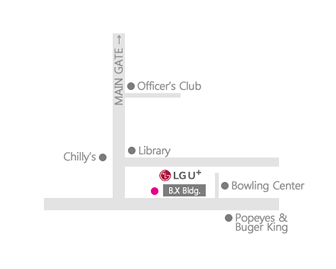 MAIN GATE →
Officer's Club
Library
Chilly's
LG U+
B.X Bldg.
Bowling Center
Popeyes &
Buger King